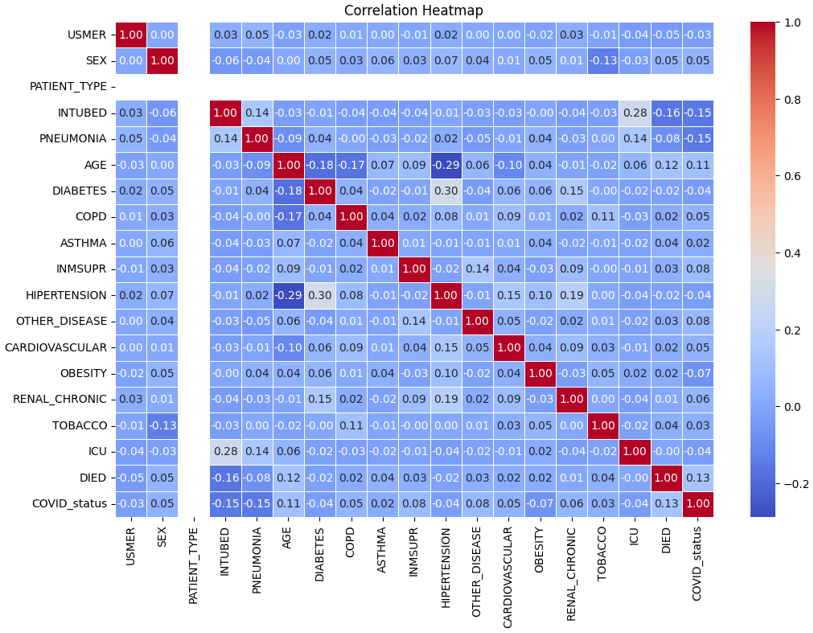 Correlation Heatmap
USMER 1.00 0.00 0.03 0.05 -0.03 0.02 0.01 0.00 -0.01 0.02 0.00 0.00 -0.02 0.03 -0.01 -0.04 -0.05 -0.03
SEX 0.00 1.00 -0.06 -0.04 0.00 0.05 0.03 0.06 0.03 0.07 0.04 0.01 0.05 0.01 -0.13 -0.03 0.05 0.05
PATIENT_TYPE
INTUBED 0.03 -0.06 1.00 0.14 -0.03 -0.01 -0.04 -0.04 -0.04 -0.01 -0.03 -0.03 -0.00 -0.04 -0.03 0.28 -0.16 -0.15
PNEUMONIA 0.05 -0.04 0.14 1.00 -0.09 0.04 -0.00 -0.03 -0.02 0.02 -0.05 -0.01 0.04 -0.03 -0.00 0.14 -0.08 -0.15
AGE -0.03 0.00 -0.03 -0.09 1.00 -0.18 -0.17 0.07 0.09 -0.29 0.06 -0.10 0.04 -0.01 -0.02 0.06 0.12 0.11
DIABETES 0.02 0.05 -0.01 0.04 -0.18 1.00 0.04 -0.02 -0.01 0.30 -0.04 0.06 0.06 0.15 -0.00 -0.02 -0.02 -0.04
COPD 0.01 0.03 -0.04 -0.00 -0.17 0.04 1.00 0.04 0.02 0.08 0.01 0.09 0.01 0.02 0.11 -0.03 0.02 0.05
ASTHMA 0.00 0.06 -0.04 -0.03 0.07 -0.02 0.04 1.00 0.01 -0.01 -0.01 0.01 0.04 -0.02 -0.01 -0.02 0.04 0.02
INMSUPR -0.01 0.03 -0.04 -0.02 0.09 -0.01 0.02 0.01 1.00 -0.02 0.14 0.04 -0.03 0.09 -0.00 -0.01 0.03 0.08
HIPERTENSION 0.02 0.07 -0.01 0.02 -0.29 0.30 0.08 -0.01 -0.02 1.00 -0.01 0.15 0.10 0.19 0.00 -0.04 -0.02 -0.04
OTHER_DISEASE 0.00 0.04 -0.03 -0.05 0.06 -0.04 0.01 -0.01 0.14 -0.01 1.00 0.05 -0.02 0.02 0.01 -0.02 0.03 0.08
CARDIOVASCULAR 0.00 0.01 -0.03 -0.01 -0.10 0.06 0.09 0.01 0.04 0.15 0.05 1.00 0.04 0.09 0.03 -0.01 0.02 0.05
OBESITY -0.02 0.05 -0.00 0.04 0.04 0.06 0.01 0.04 -0.03 0.10 -0.02 0.04 1.00 -0.03 0.05 0.02 0.02 -0.07
RENAL_CHRONIC 0.03 0.01 -0.04 -0.03 -0.01 0.15 0.02 -0.02 0.09 0.19 0.02 0.09 -0.03 1.00 0.00 -0.04 0.01 0.06
TOBACCO -0.01 -0.13 -0.03 -0.00 -0.02 -0.00 0.11 -0.01 -0.00 0.00 0.01 0.03 0.05 0.00 1.00 -0.02 0.04 0.03
ICU -0.04 -0.03 0.28 0.14 0.06 -0.02 -0.03 -0.02 -0.01 -0.04 -0.02 -0.01 0.02 -0.04 -0.02 1.00 -0.00 -0.04
DIED -0.05 0.05 -0.16 -0.08 0.12 -0.02 0.02 0.04 0.03 -0.02 0.03 0.02 0.02 0.01 0.04 -0.00 1.00 0.13
COVID_status -0.03 0.05 -0.15 -0.15 0.11 -0.04 0.05 0.02 0.08 -0.04 0.08 0.05 -0.07 0.06 0.03 -0.04 0.13 1.00
USMER
SEX
PATIENT_TYPE
INTUBED
PNEUMONIA
AGE
DIABETES
COPD
ASTHMA
INMSUPR
HIPERTENSION
OTHER_DISEASE
CARDIOVASCULAR
OBESITY
RENAL_CHRONIC
TOBACCO
ICU
DIED
COVID_status
1.0
0.8
0.6
0.4
0.2
0.0
−0.2